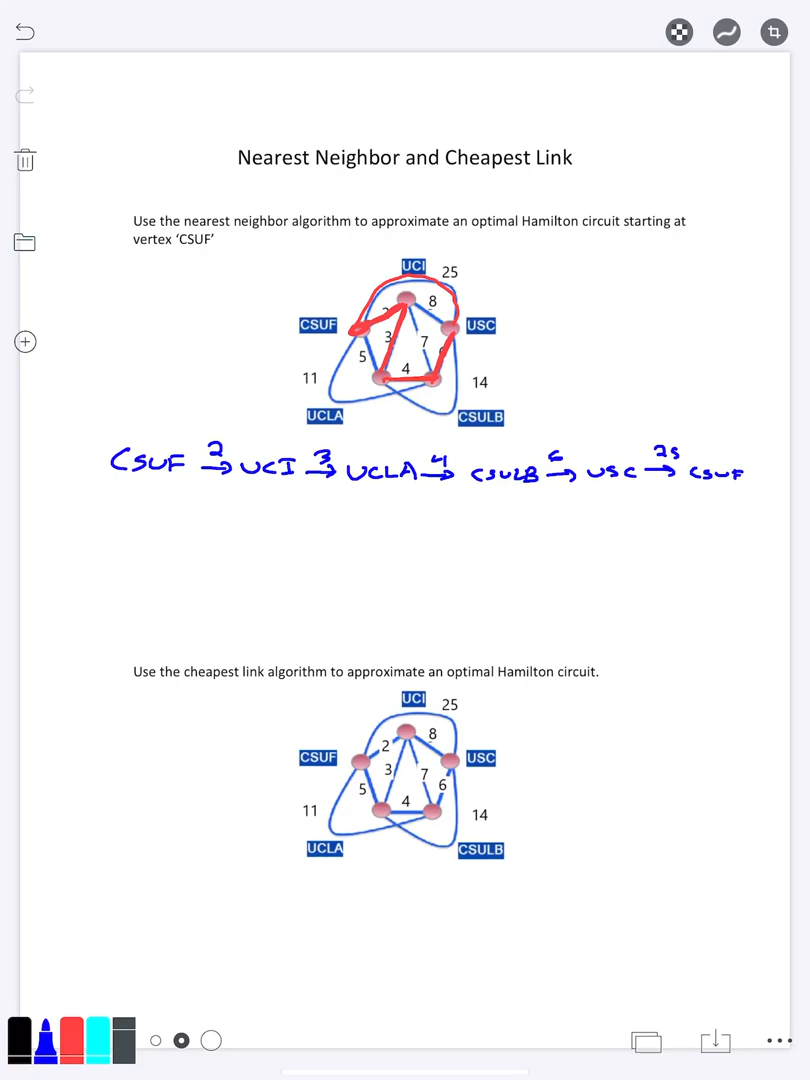 Nearest Neighbor and Cheapest Link
Use the nearest neighbor algorithm to approximate an optimal Hamilton circuit starting at
vertex ‘CSUF’
UCI
25
8
CSUF
USC
3
7
5
4
11
14
UCLA
CSULB
CSUF 2→ UCI 3→ UCLA 4→ CSULB 6→ USC 25→ CSUF
Use the cheapest link algorithm to approximate an optimal Hamilton circuit.
UCI
25
8
2
CSUF
USC
3
7
5
6
4
11
14
UCLA
CSULB